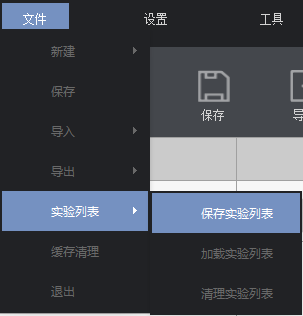 文件 设置 工具
新建
保存
导入
导出
实验列表
缓存清理
退出
保存
保存实验列表
加载实验列表
清理实验列表